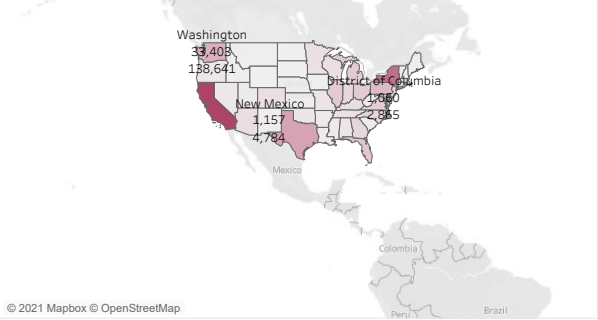 Washington
33,403
138,641
District of Columbia
1,060
2,865
New Mexico
1,157
4,784
Mexico
Colombia
Peru
Brazil
© 2021 Mapbox © OpenStreetMap